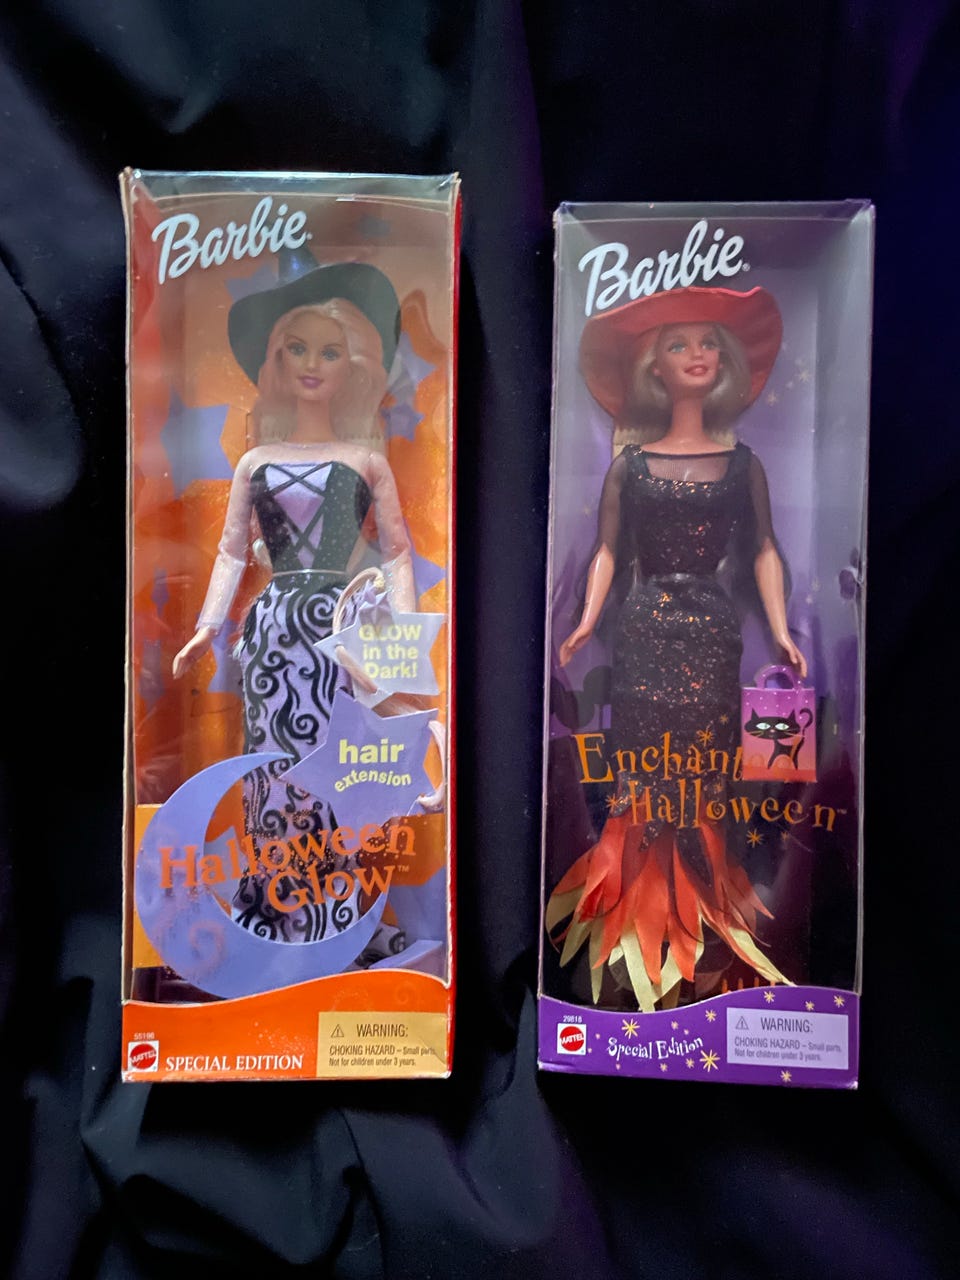 Barbie.
GLOW
in the
Dark!
hair
extension
Halloween
Glow™
55196
MATTEL
SPECIAL EDITION
⚠ WARNING:
CHOKING HAZARD – Small parts.
Not for children under 3 years.
Barbie®
Enchant
Halloween™
29818
MATTEL
Special Edition
⚠ WARNING:
CHOKING HAZARD – Small parts.
Not for children under 3 years.